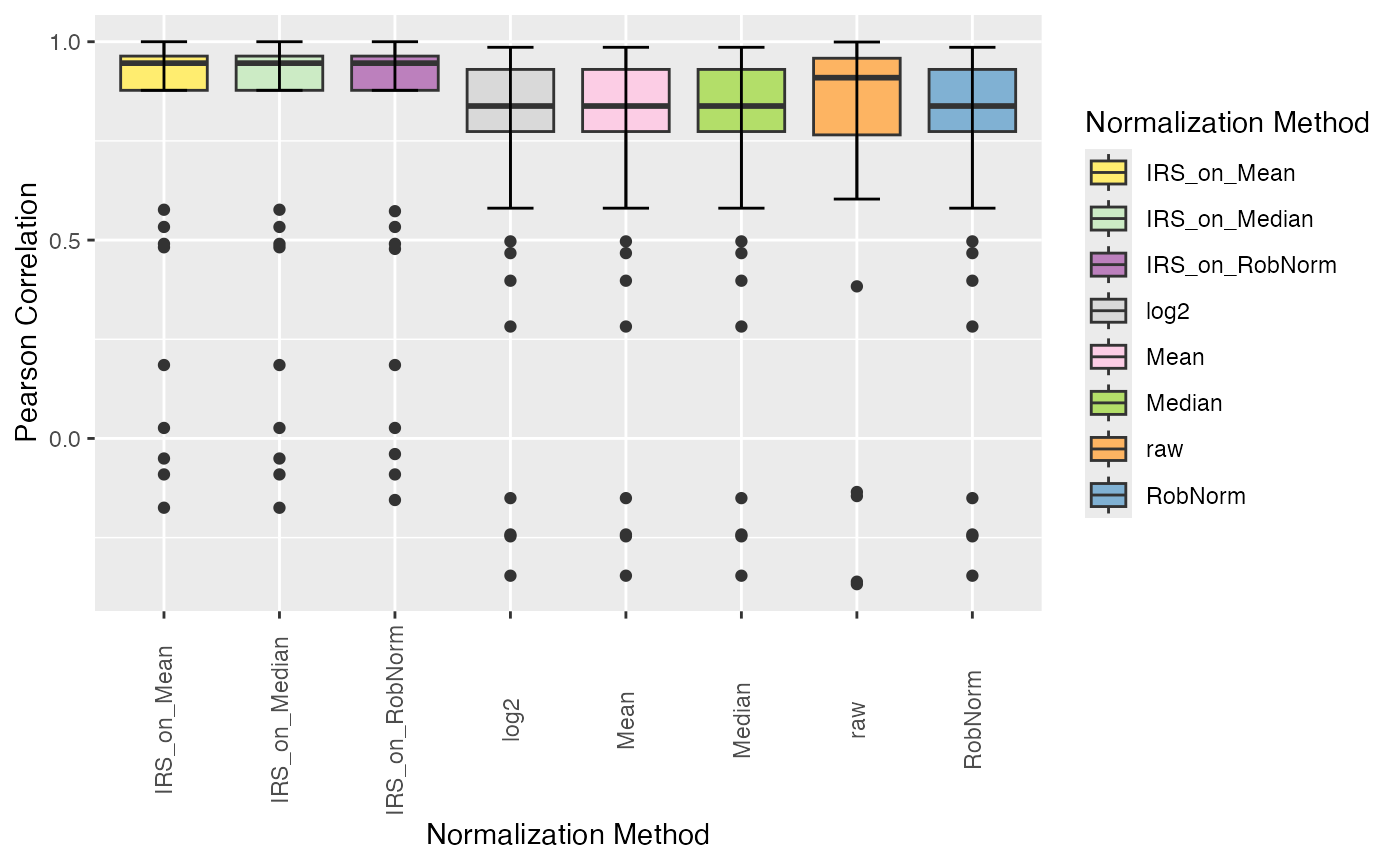 Pearson Correlation
1.0
0.5
0.0
IRS_on_Mean
IRS_on_Median
IRS_on_RobNorm
log2
Mean
Median
raw
RobNorm
Normalization Method
Normalization Method
IRS_on_Mean
IRS_on_Median
IRS_on_RobNorm
log2
Mean
Median
raw
RobNorm